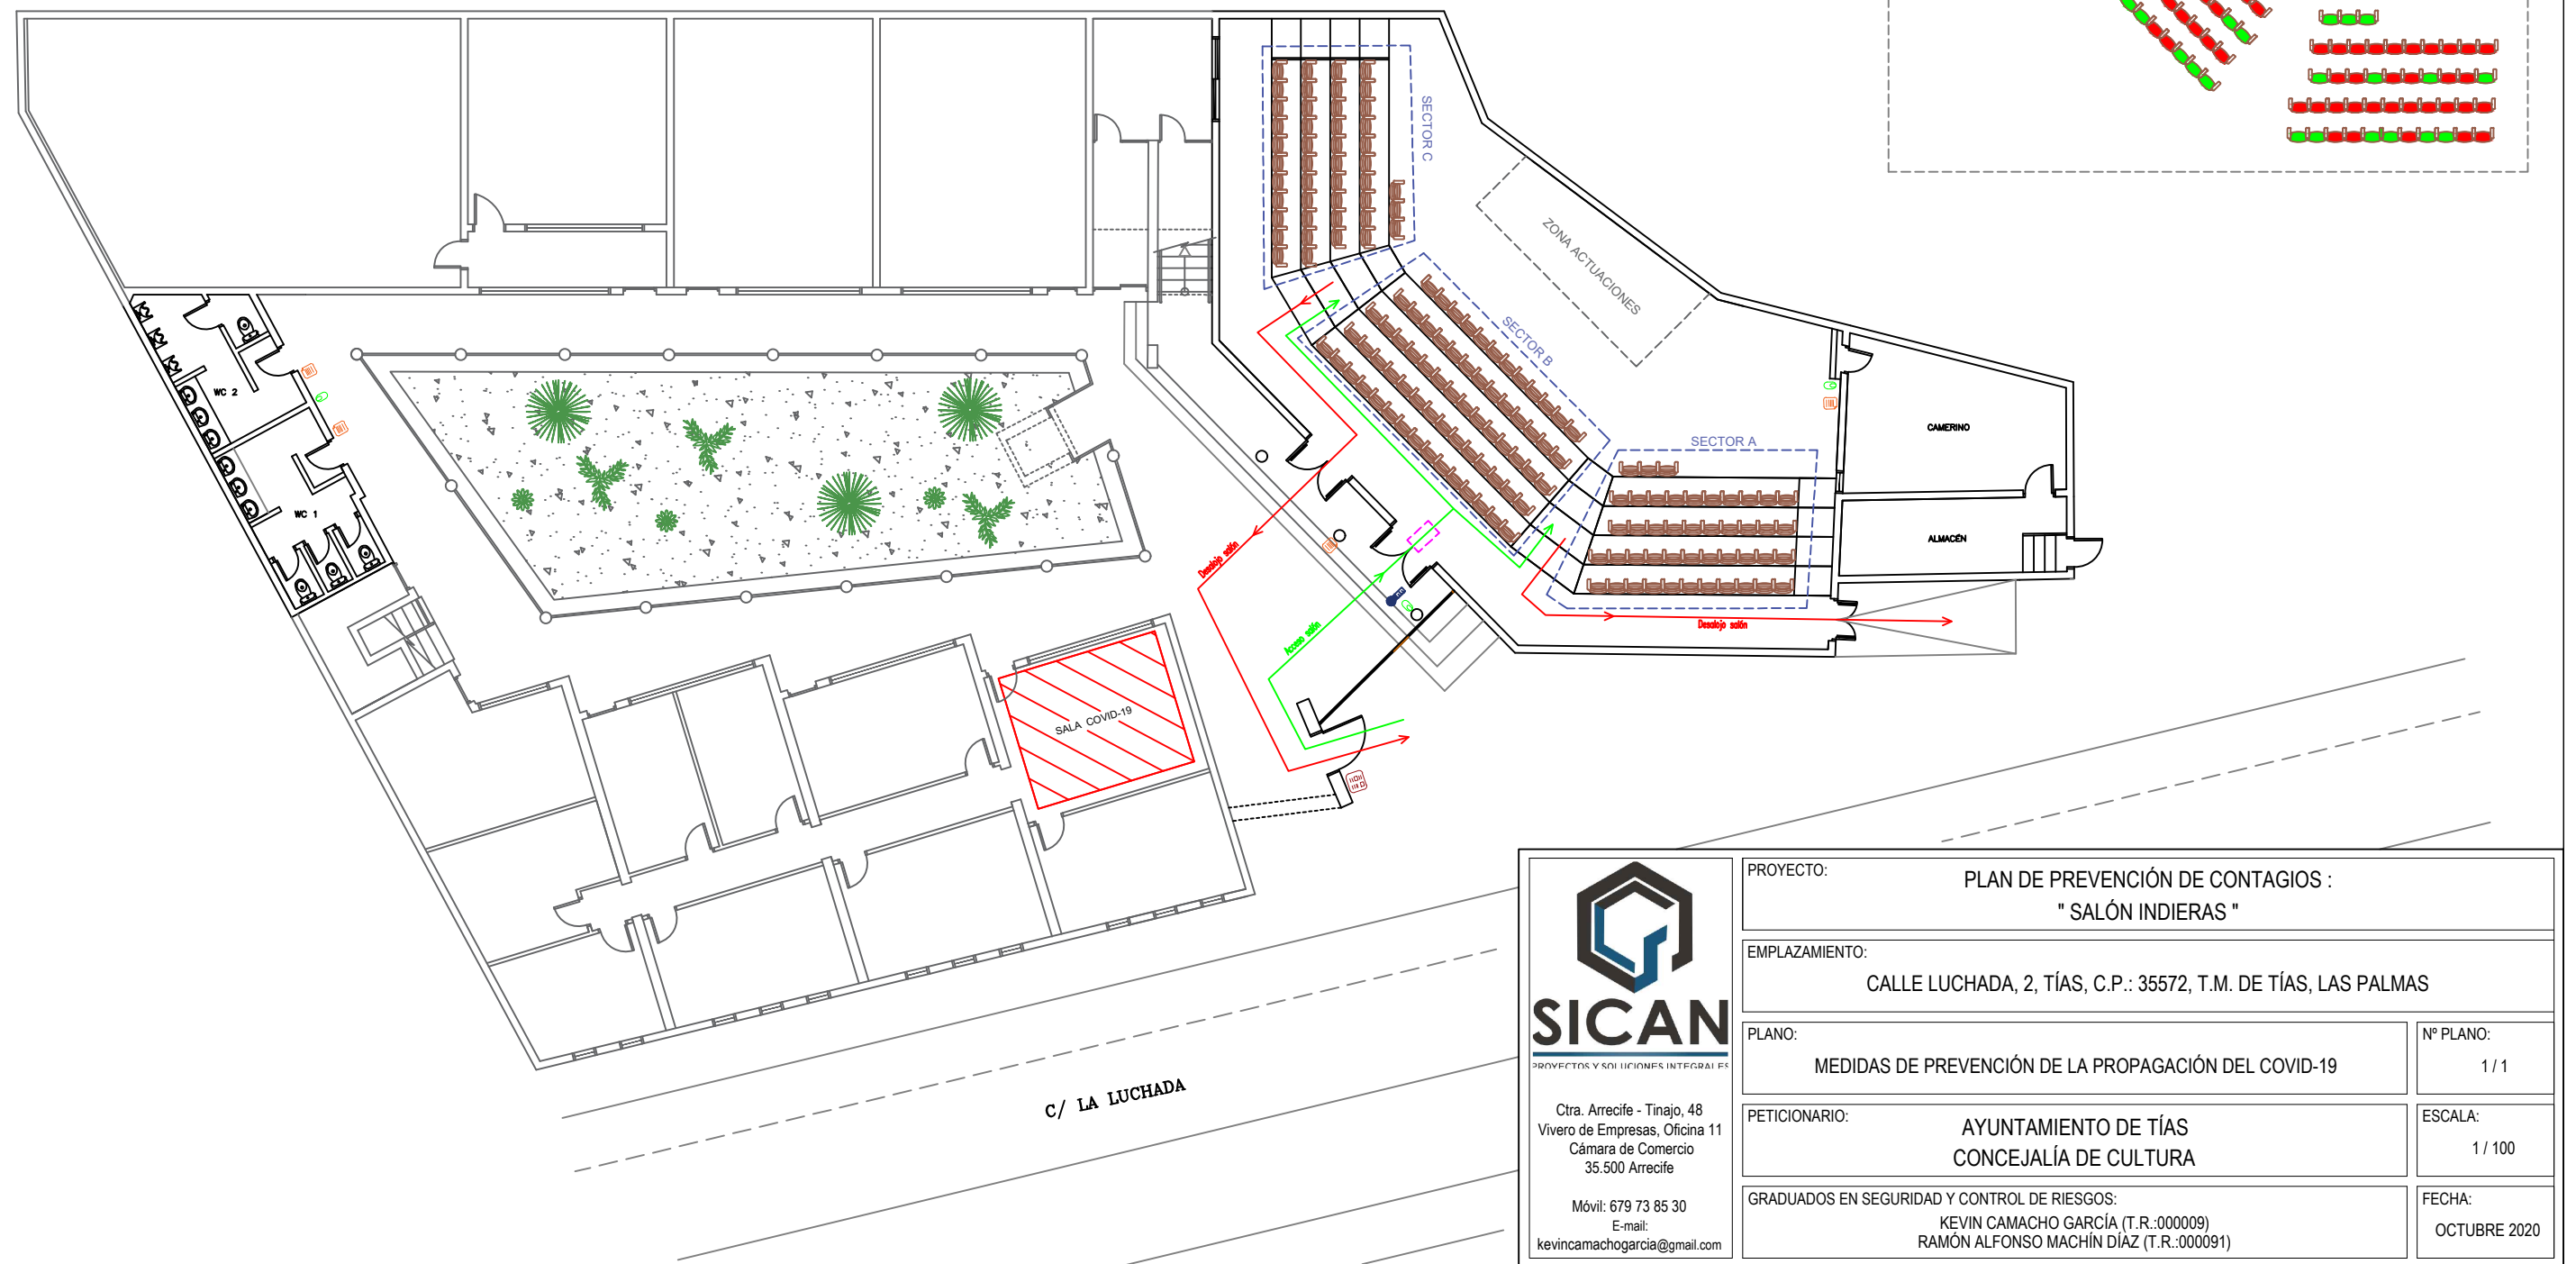 SECTOR C
ZONA ACTUACIONES
SECTOR B
SECTOR A
CAMERINO
ALMACÉN
WC 2
WC 1
Desalojo salón
Acceso salón
Desalojo salón
SALA COVID-19
C/ LA LUCHADA
SICAN
PROYECTOS Y SOLUCIONES INTEGRALES
Ctra. Arrecife - Tinajo, 48
Vivero de Empresas, Oficina 11
Cámara de Comercio
35.500 Arrecife
Móvil: 679 73 85 30
E-mail:
kevincamachogarcia@gmail.com
PROYECTO:
PLAN DE PREVENCIÓN DE CONTAGIOS :
" SALÓN INDIERAS "
EMPLAZAMIENTO:
CALLE LUCHADA, 2, TÍAS, C.P.: 35572, T.M. DE TÍAS, LAS PALMAS
PLANO:
MEDIDAS DE PREVENCIÓN DE LA PROPAGACIÓN DEL COVID-19
Nº PLANO:
1 / 1
PETICIONARIO:
AYUNTAMIENTO DE TÍAS
CONCEJALÍA DE CULTURA
ESCALA:
1 / 100
GRADUADOS EN SEGURIDAD Y CONTROL DE RIESGOS:
KEVIN CAMACHO GARCÍA (T.R.:000009)
RAMÓN ALFONSO MACHÍN DÍAZ (T.R.:000091)
FECHA:
OCTUBRE 2020